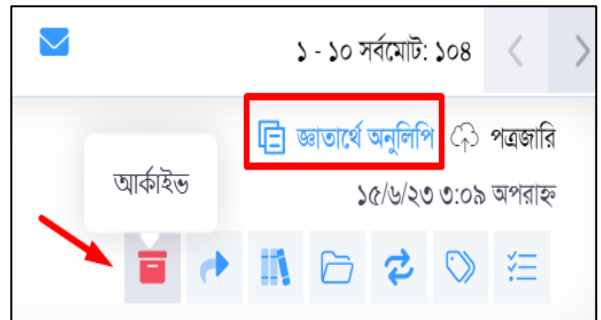 ১ - ১০ সর্বমোট: ১০৪
জ্ঞাতার্থে অনুলিপি পত্রজারি
আর্কাইভ
১৫/৬/২৩ ৩:০৯ অপরাহ্ন